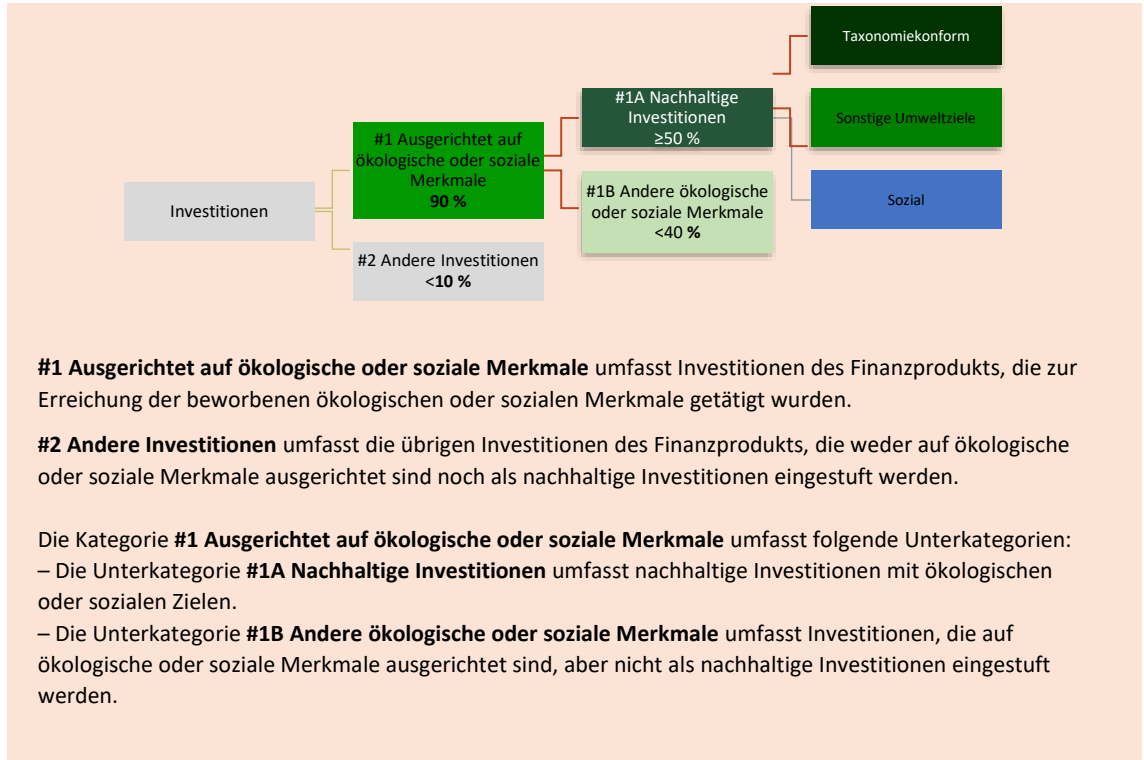 Taxonomiekonform
#1A Nachhaltige
Investitionen
≥50 %
Sonstige Umweltziele
#1 Ausgerichtet auf
ökologische oder soziale
Merkmale
90 %
#1B Andere ökologische
oder soziale Merkmale
<40 %
Sozial
Investitionen
#2 Andere Investitionen
<10 %
#1 Ausgerichtet auf ökologische oder soziale Merkmale umfasst Investitionen des Finanzprodukts, die zur
Erreichung der beworbenen ökologischen oder sozialen Merkmale getätigt wurden.
#2 Andere Investitionen umfasst die übrigen Investitionen des Finanzprodukts, die weder auf ökologische
oder soziale Merkmale ausgerichtet sind noch als nachhaltige Investitionen eingestuft werden.
Die Kategorie #1 Ausgerichtet auf ökologische oder soziale Merkmale umfasst folgende Unterkategorien:
– Die Unterkategorie #1A Nachhaltige Investitionen umfasst nachhaltige Investitionen mit ökologischen
oder sozialen Zielen.
– Die Unterkategorie #1B Andere ökologische oder soziale Merkmale umfasst Investitionen, die auf
ökologische oder soziale Merkmale ausgerichtet sind, aber nicht als nachhaltige Investitionen eingestuft
werden.